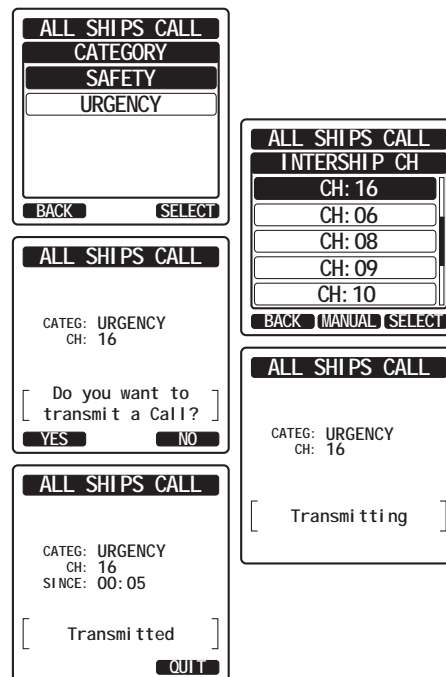 ALL SHIPS CALL
CATEGORY
SAFETY
URGENCY
BACK SELECT
ALL SHIPS CALL
INTERSHIP CH
CH: 16
CH: 06
CH: 08
CH: 09
CH: 10
BACK MANUAL SELECT
ALL SHIPS CALL
CATEG: URGENCY
CH: 16
Do you want to
transmit a Call?
YES NO
ALL SHIPS CALL
CATEG: URGENCY
CH: 16
Transmitting
ALL SHIPS CALL
CATEG: URGENCY
CH: 16
SINCE: 00:05
Transmitted
QUIT